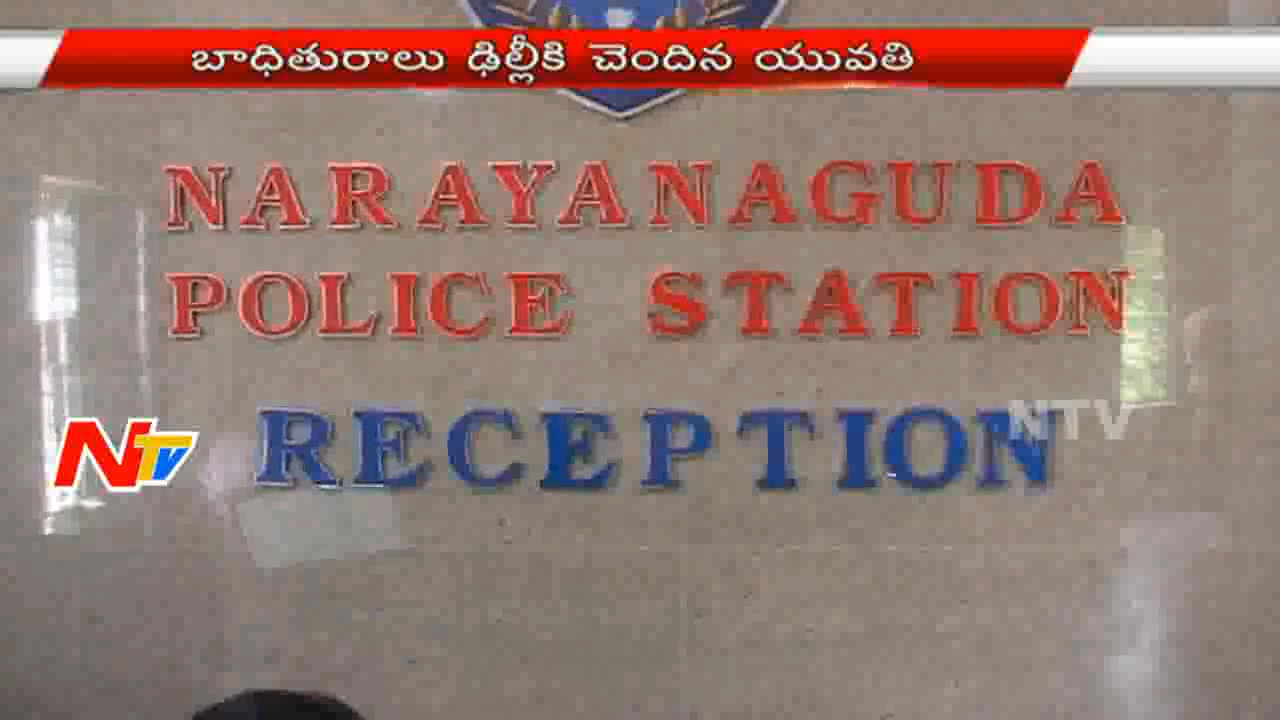 బాధితురాలు ఢిల్లీకి చెందిన యువతి
NARAYANAGUDA
POLICE STATION
RECEPTION
NTV
NTV